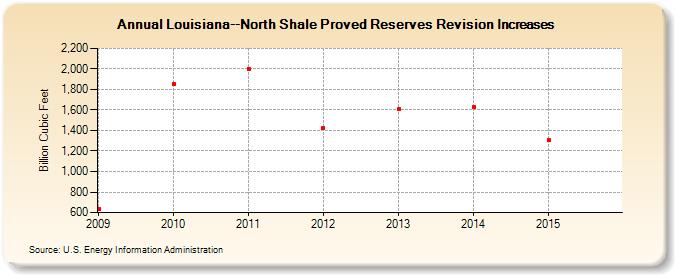 Annual Louisiana--North Shale Proved Reserves Revision Increases
Billion Cubic Feet
2,200
2,000
1,800
1,600
1,400
1,200
1,000
800
600
2009 2010 2011 2012 2013 2014 2015
Source: U.S. Energy Information Administration